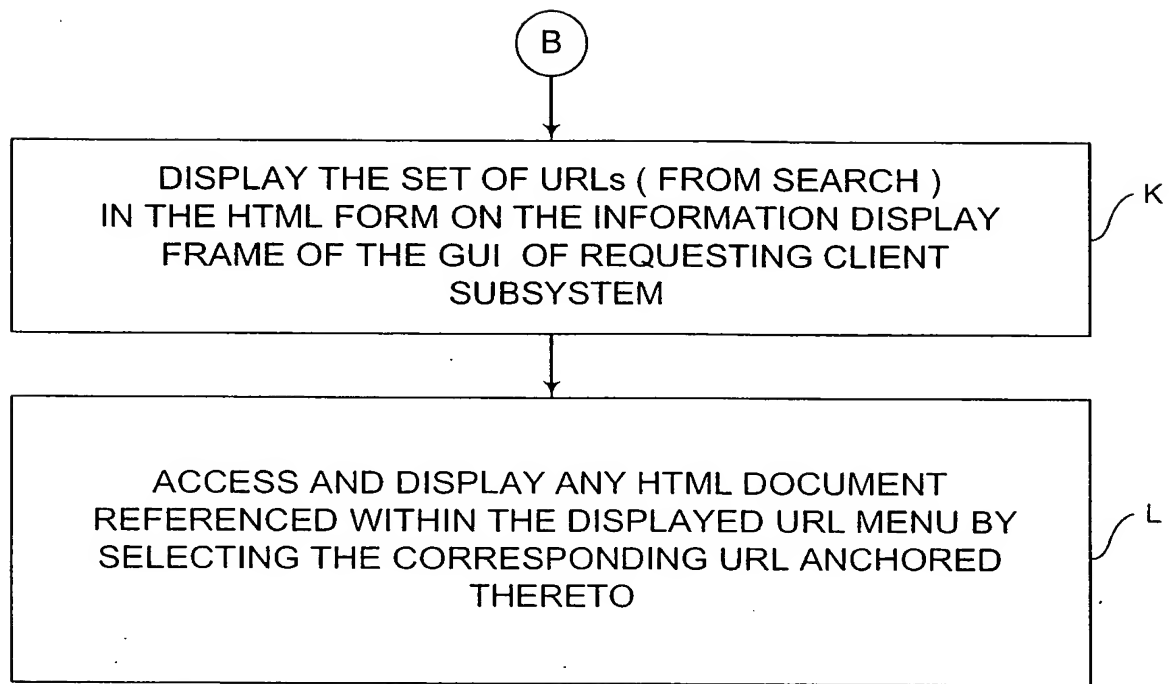 B
DISPLAY THE SET OF URLs ( FROM SEARCH )
IN THE HTML FORM ON THE INFORMATION DISPLAY
FRAME OF THE GUI OF REQUESTING CLIENT
SUBSYSTEM
K
ACCESS AND DISPLAY ANY HTML DOCUMENT
REFERENCED WITHIN THE DISPLAYED URL MENU BY
SELECTING THE CORRESPONDING URL ANCHORED
THERETO
L